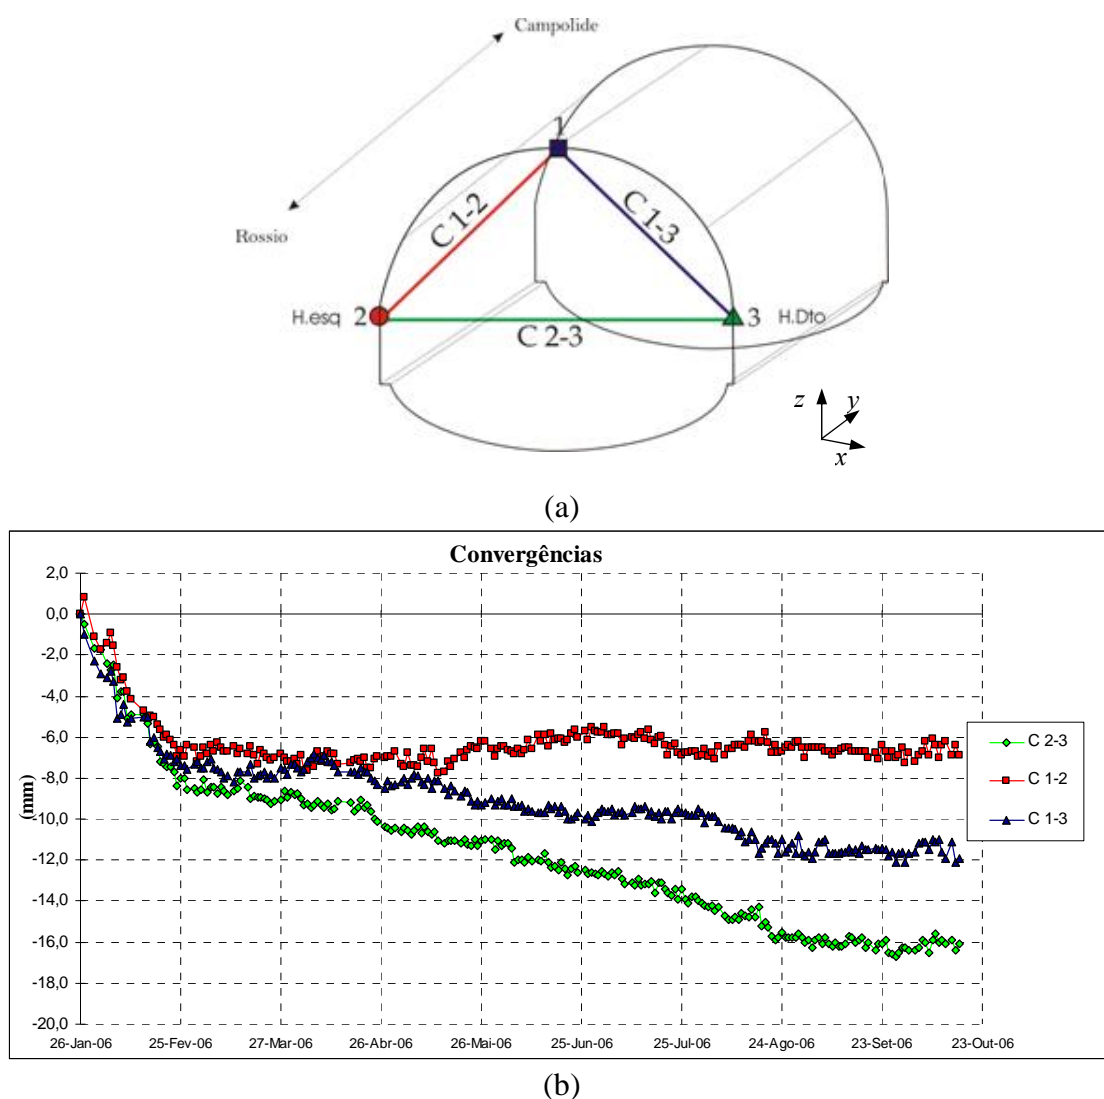 Campolide
1
C 1-2
C 1-3
Rossio
H.esq 2
3 H.Dto
C 2-3
z
y
x
(a)
Convergências
2,0
0,0
-2,0
-4,0
-6,0
-8,0
-10,0
-12,0
-14,0
-16,0
-18,0
-20,0
(mm)
26-Jan-06 25-Fev-06 27-Mar-06 26-Abr-06 26-Mai-06 25-Jun-06 25-Jul-06 24-Ago-06 23-Set-06 23-Out-06
C 2-3
C 1-2
C 1-3
(b)